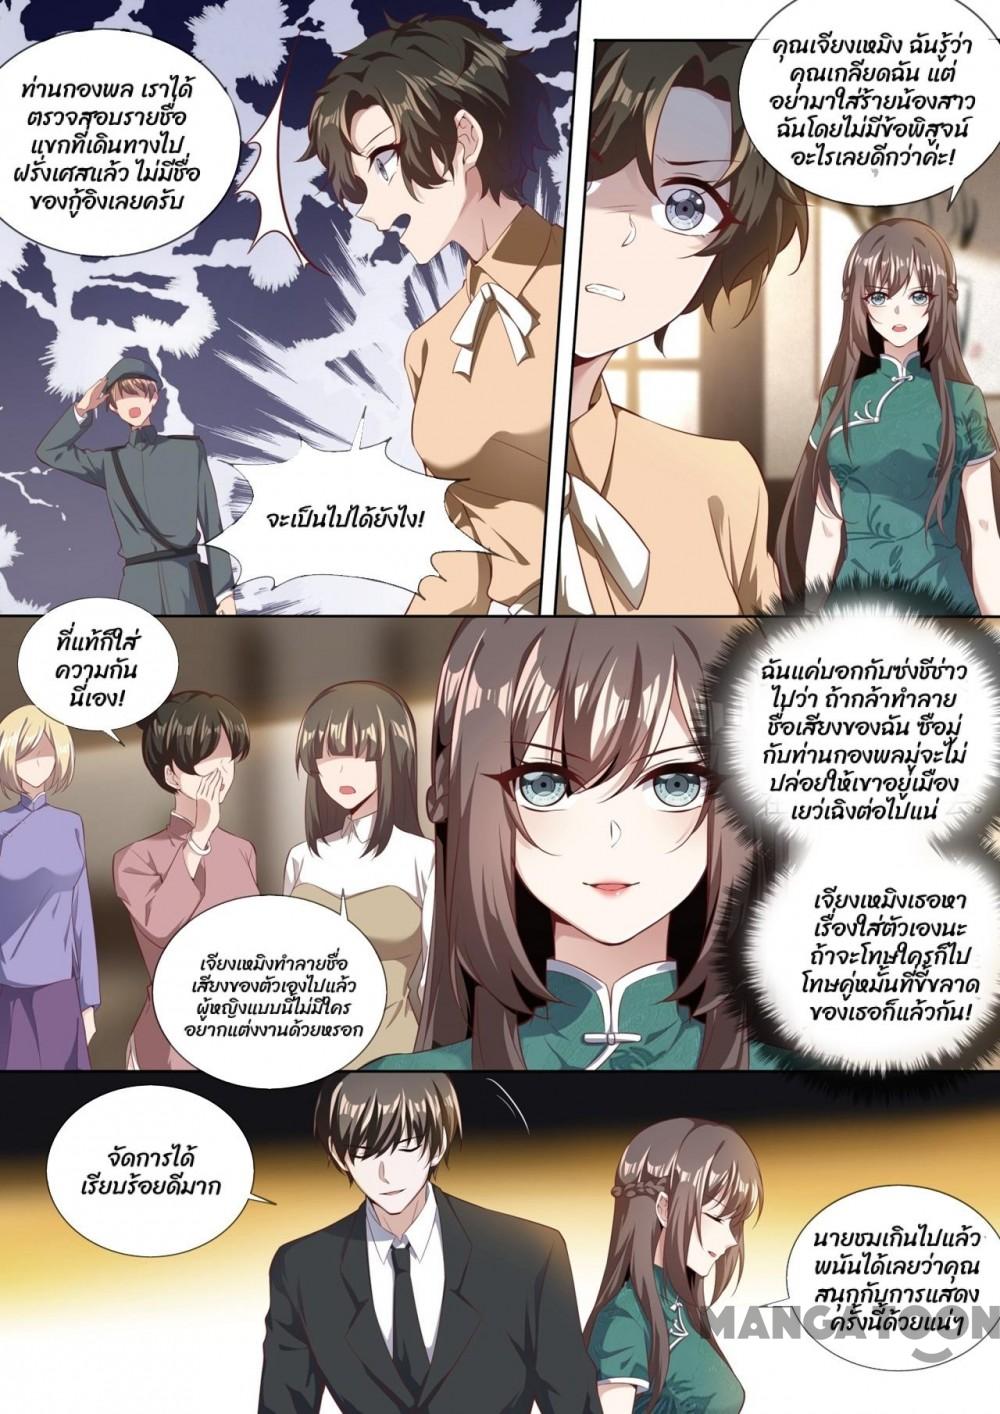 ท่านกองพล เราได้
ตรวจสอบรายชื่อ
แขกที่เดินทางไป
ฝรั่งเศสแล้ว ไม่มีชื่อ
ของกู้อิงเลยครับ
จะเป็นไปได้ยังไง!
คุณเจียงเหมิง ฉันรู้ว่า
คุณเกลียดฉัน แต่
อย่ามาใส่ร้ายน้องสาว
ฉันโดยไม่มีข้อพิสูจน์
อะไรเลยดีกว่าค่ะ!
ที่แท้ก็ใส่
ความกัน
นี่เอง!
เจียงเหมิงทำลายชื่อ
เสียงของตัวเองไปแล้ว
ผู้หญิงแบบนี้ไม่มีใคร
อยากแต่งงานด้วยหรอก
ฉันแค่บอกกับซ่งชีช่าว
ไปว่า ถ้ากล้าทำลาย
ชื่อเสียงของฉัน ซือมู่
กับท่านกองพลมู่จะไม่
ปล่อยให้เขาอยู่เมือง
เยว่เฉิงต่อไปแน่
เจียงเหมิงเธอหา
เรื่องใส่ตัวเองนะ
ถ้าจะโทษใครก็ไป
โทษคู่หมั้นที่ขี้ขลาด
ของเธอก็แล้วกัน!
จัดการได้
เรียบร้อยดีมาก
นายชมเกินไปแล้ว
พนันได้เลยว่าคุณ
สนุกกับการแสดง
ครั้งนี้ด้วยแน่ๆ
MANGATOON